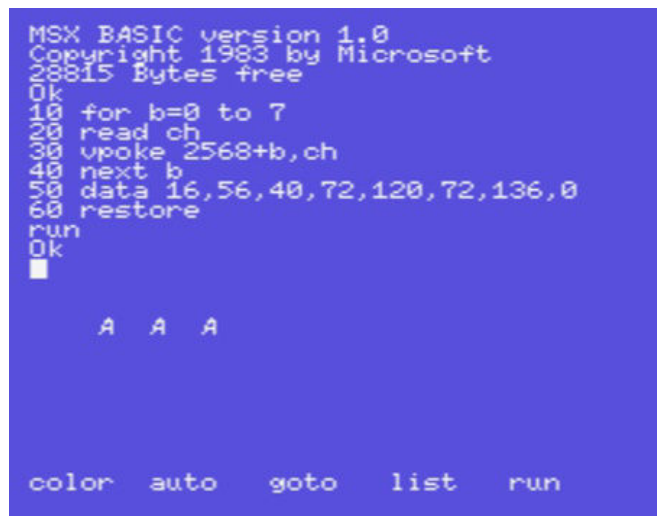 MSX BASIC version 1.0
Copyright 1983 by Microsoft
28815 Bytes free
Ok
10 for b=0 to 7
20 read ch
30 vpoke 2568+b,ch
40 next b
50 data 16,56,40,72,120,72,136,0
60 restore
run
Ok
A A A
color auto goto list run